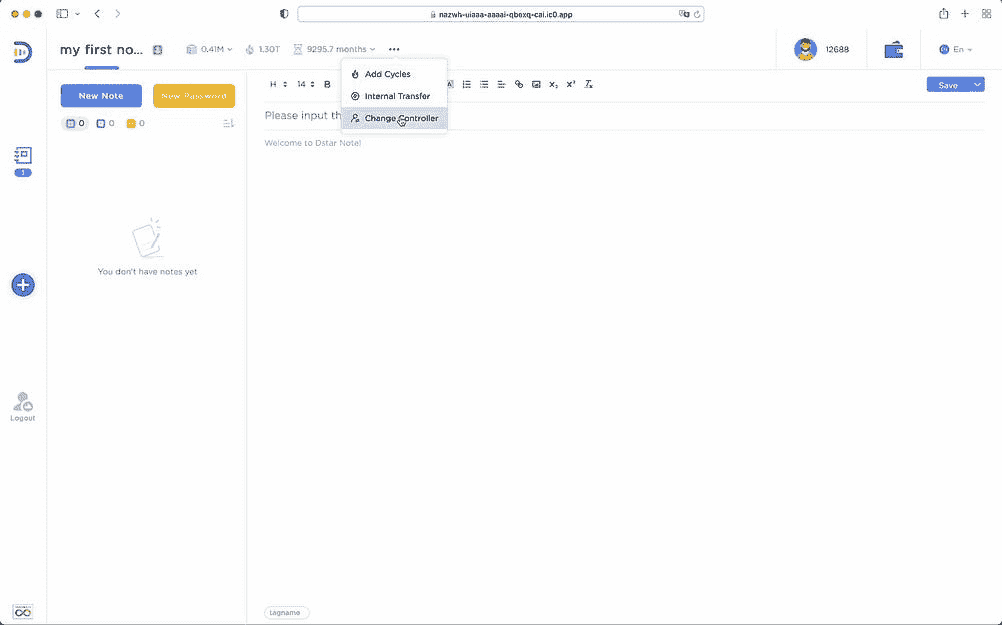 nazwh-uiaaa-aaaai-qbexq-cai.ic0.app
my first no... 0.41M 1.30T 9295.7 months ... 12688 En
Add Cycles
Internal Transfer
Change Controller
New Note New Password
H 14 B
Save
0 0 0
Please input th
Welcome to Dstar Note!
1
You don't have notes yet
Logout
tagname